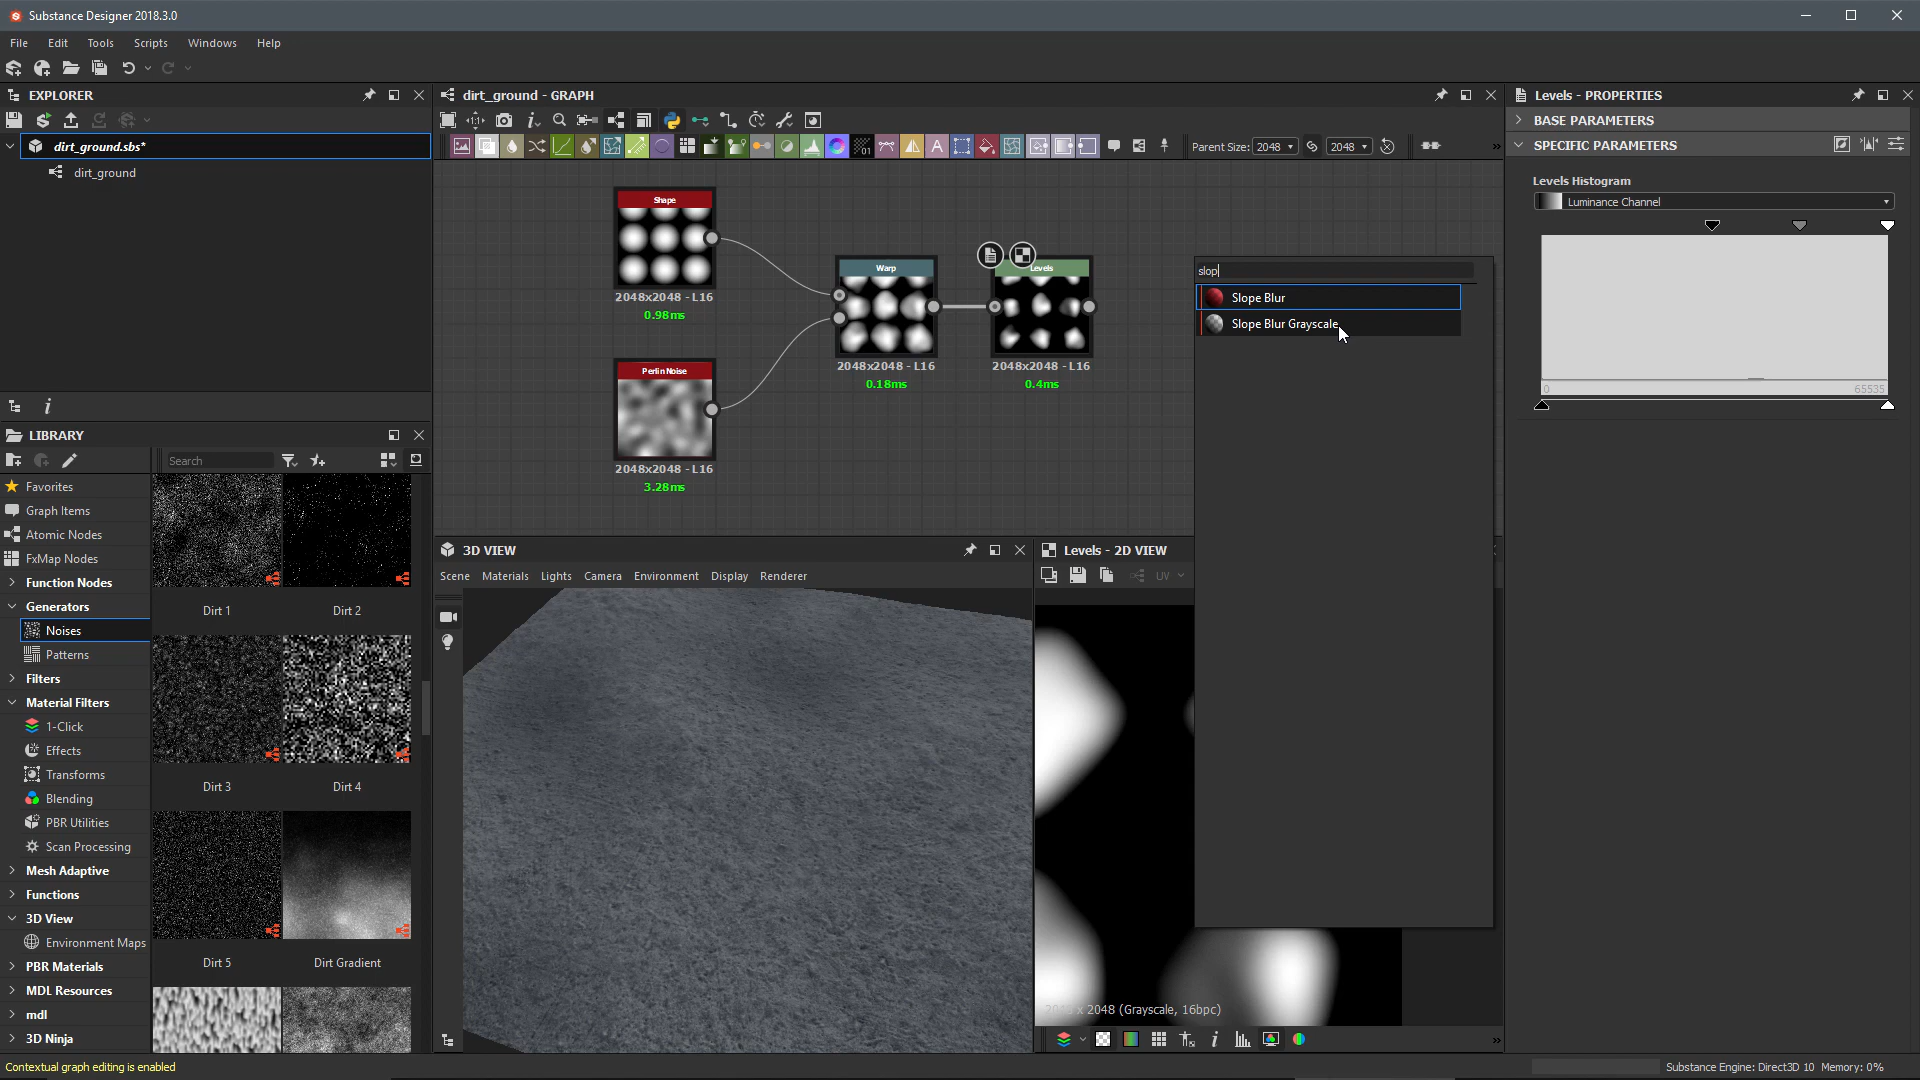 Substance Designer 2018.3.0
File Edit Tools Scripts Windows Help
EXPLORER
dirt_ground.sbs*
dirt_ground
LIBRARY
Search
Favorites
Graph Items
Atomic Nodes
FxMap Nodes
Function Nodes
Generators
Noises
Patterns
Filters
Material Filters
1-Click
Effects
Transforms
Blending
PBR Utilities
Scan Processing
Mesh Adaptive
Functions
3D View
Environment Maps
PBR Materials
MDL Resources
mdl
3D Ninja
Dirt 1
Dirt 2
Dirt 3
Dirt 4
Dirt 5
Dirt Gradient
dirt_ground - GRAPH
Parent Size: 2048 2048
Shape
2048x2048 - L16
0.98ms
Perlin Noise
2048x2048 - L16
3.28ms
Warp
2048x2048 - L16
0.18ms
Levels
2048x2048 - L16
0.4ms
slop
Slope Blur
Slope Blur Grayscale
3D VIEW
Scene Materials Lights Camera Environment Display Renderer
Levels - 2D VIEW
UV
x 2048 (Grayscale, 16bpc)
Levels - PROPERTIES
BASE PARAMETERS
SPECIFIC PARAMETERS
Levels Histogram
Luminance Channel
0
65535
Contextual graph editing is enabled
Substance Engine: Direct3D 10 Memory: 0%